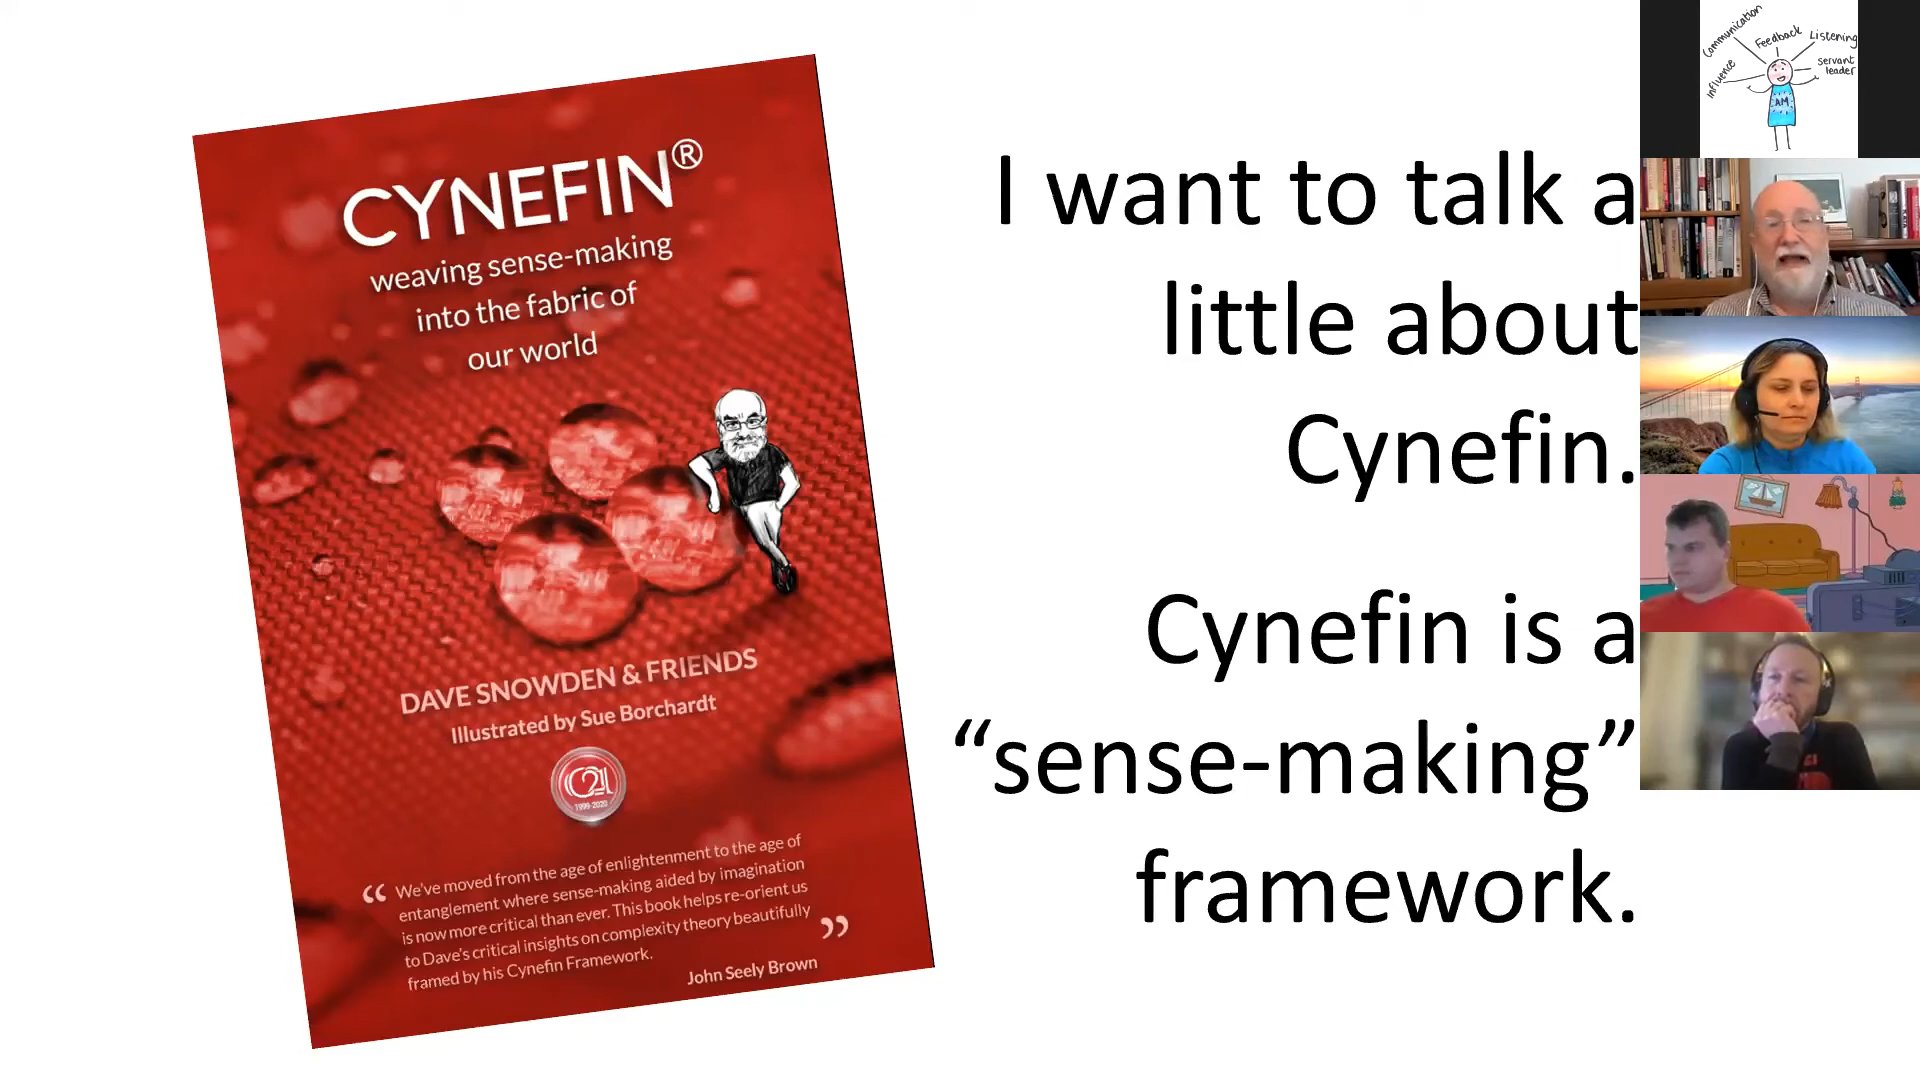 CYNEFIN®
weaving sense-making
into the fabric of
our world
DAVE SNOWDEN & FRIENDS
Illustrated by Sue Borchardt
C21
1999-2020
“ We've moved from the age of enlightenment to the age of
entanglement where sense-making aided by imagination
is now more critical than ever. This book helps re-orient us
to Dave's critical insights on complexity theory beautifully
framed by his Cynefin Framework. ”
John Seely Brown
I want to talk a
little about
Cynefin.
Cynefin is a
“sense-making”
framework.
Communication
Feedback
Listening
Influence
servant
leader
AM